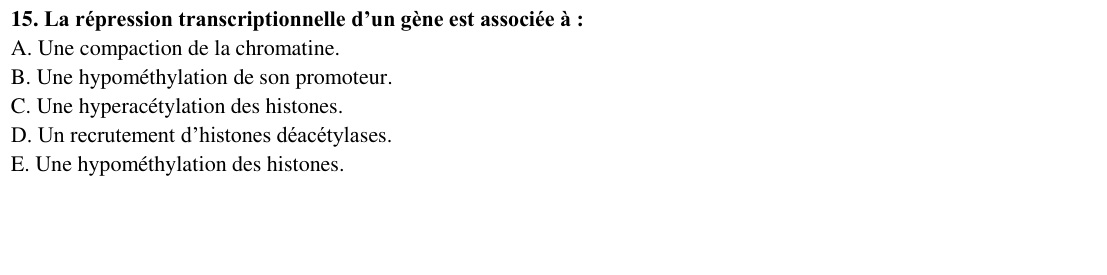 15. La répression transcriptionnelle d’un gène est associée à :
A. Une compaction de la chromatine.
B. Une hypométhylation de son promoteur.
C. Une hyperacétylation des histones.
D. Un recrutement d’histones déacétylases.
E. Une hypométhylation des histones.